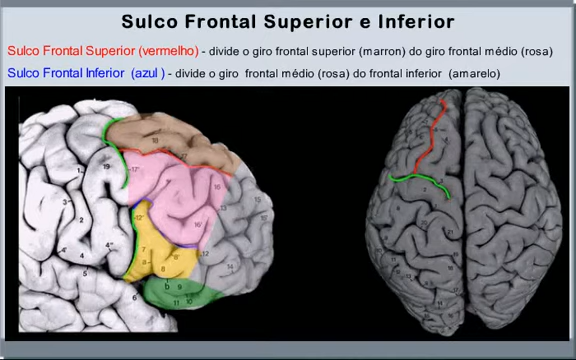 Sulco Frontal Superior e Inferior
Sulco Frontal Superior (vermelho) - divide o giro frontal superior (marron) do giro frontal médio (rosa)
Sulco Frontal Inferior (azul ) - divide o giro frontal médio (rosa) do frontal inferior (amarelo)